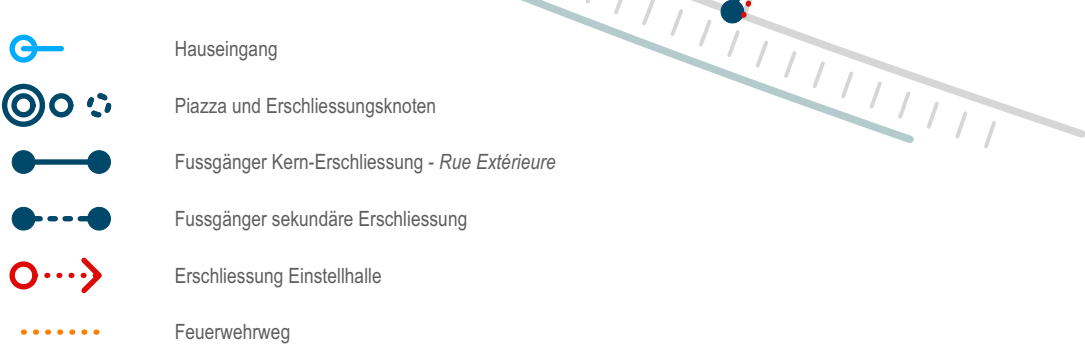 Hauseingang
Piazza und Erschliessungsknoten
Fussgänger Kern-Erschliessung - Rue Extérieure
Fussgänger sekundäre Erschliessung
Erschliessung Einstellhalle
Feuerwehrweg